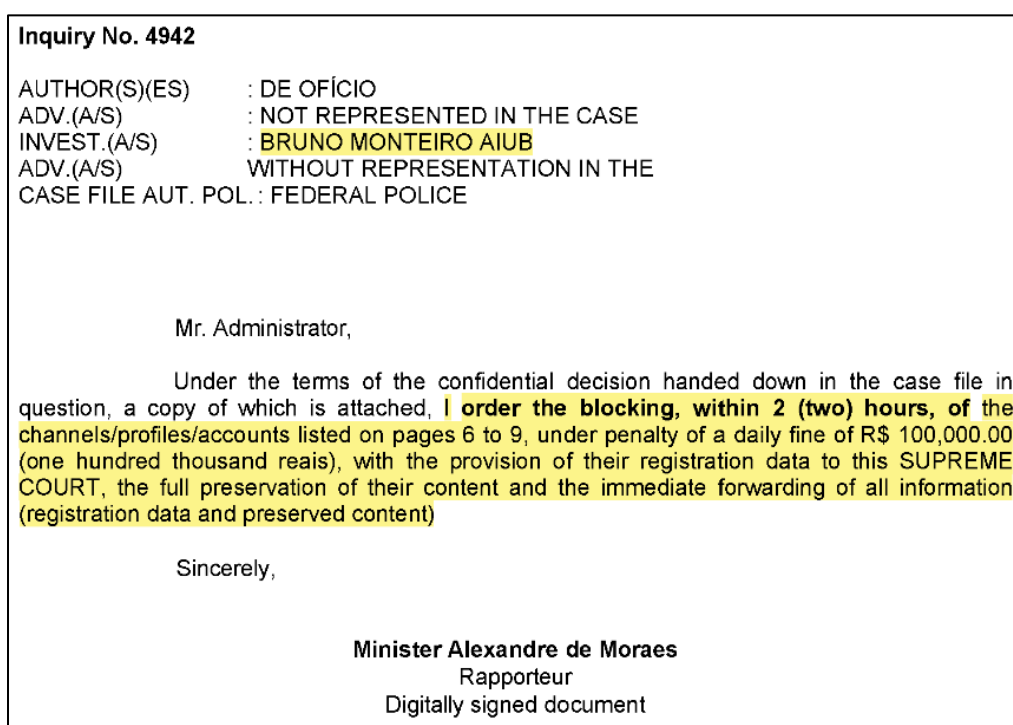 Inquiry No. 4942
AUTHOR(S)(ES) : DE OFÍCIO
ADV.(A/S) : NOT REPRESENTED IN THE CASE
INVEST.(A/S) : BRUNO MONTEIRO AIUB
ADV.(A/S) WITHOUT REPRESENTATION IN THE
CASE FILE AUT. POL. : FEDERAL POLICE
Mr. Administrator,
Under the terms of the confidential decision handed down in the case file in
question, a copy of which is attached, I order the blocking, within 2 (two) hours, of the
channels/profiles/accounts listed on pages 6 to 9, under penalty of a daily fine of R$ 100,000.00
(one hundred thousand reais), with the provision of their registration data to this SUPREME
COURT, the full preservation of their content and the immediate forwarding of all information
(registration data and preserved content)
Sincerely,
Minister Alexandre de Moraes
Rapporteur
Digitally signed document